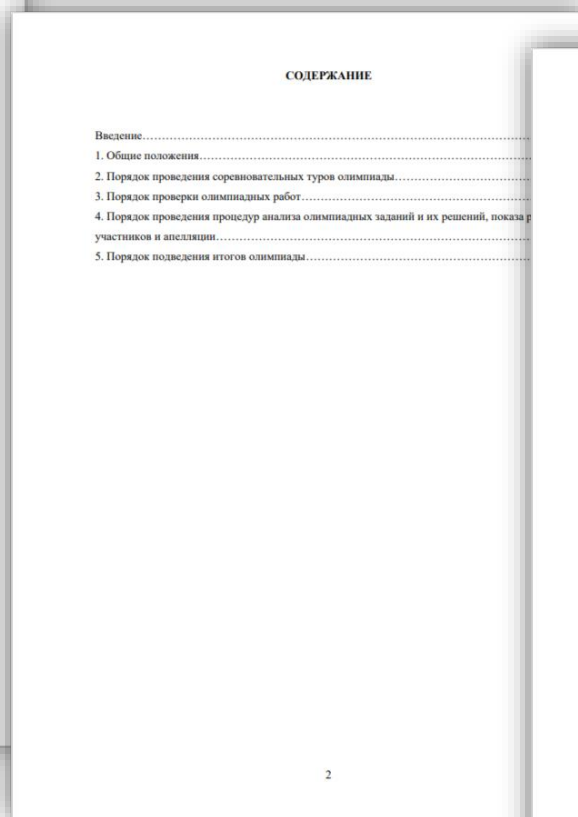 СОДЕРЖАНИЕ
Введение……………………………………………………………
1. Общие положения…………………………………………………
2. Порядок проведения соревновательных туров олимпиады…………………
3. Порядок проверки олимпиадных работ………………………………
4. Порядок проведения процедур анализа олимпиадных заданий и их решений, показа
участников и апелляции………………………………………………
5. Порядок подведения итогов олимпиады………………………………
2